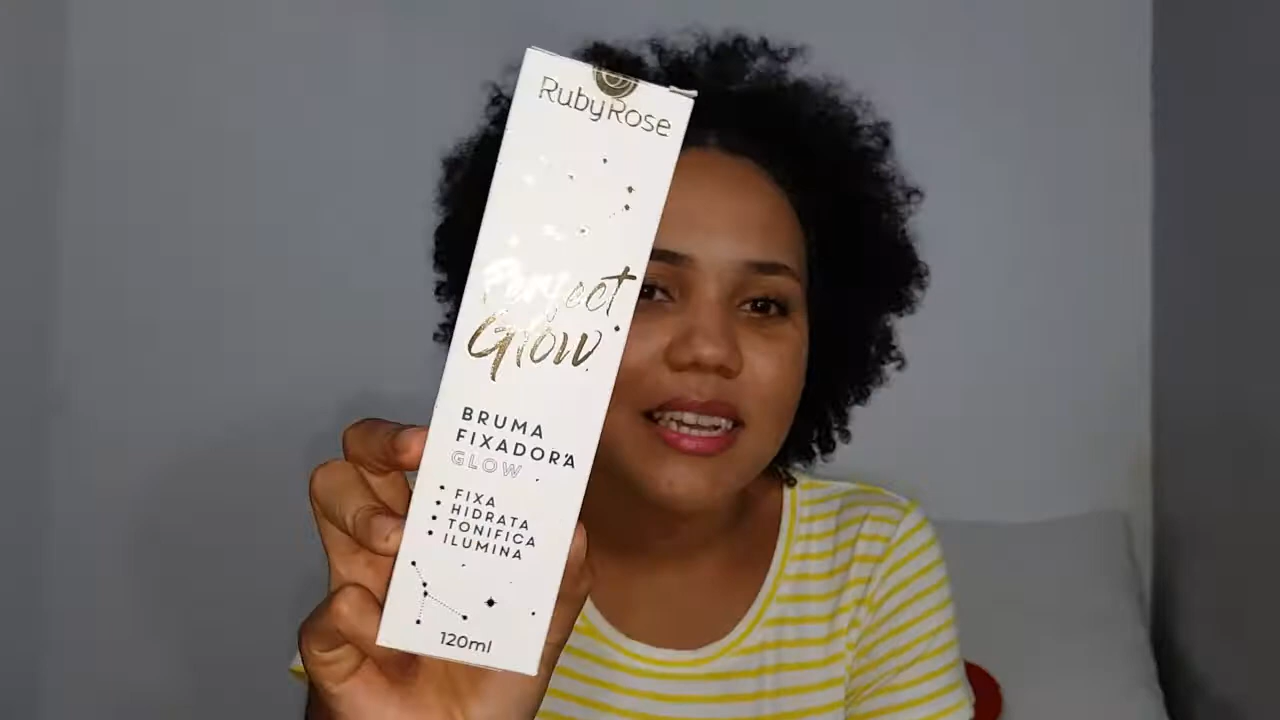 RubyRose
Perfect
Glow
BRUMA
FIXADORA
GLOW
FIXA
HIDRATA
TONIFICA
ILUMINA
120ml